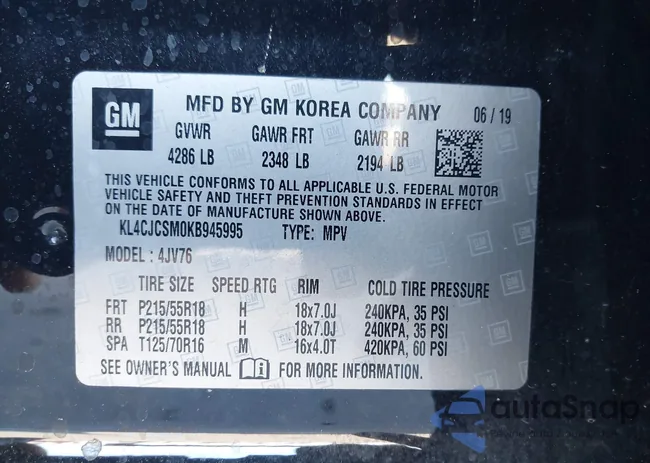 GM MFD BY GM KOREA COMPANY 06 / 19
GVWR GAWR FRT GAWR RR
4286 LB 2348 LB 2194 LB
THIS VEHICLE CONFORMS TO ALL APPLICABLE U.S. FEDERAL MOTOR
VEHICLE SAFETY AND THEFT PREVENTION STANDARDS IN EFFECT
ON THE DATE OF MANUFACTURE SHOWN ABOVE.
KL4CJCSM0KB945995 TYPE: MPV
MODEL : 4JV76
TIRE SIZE SPEED RTG RIM COLD TIRE PRESSURE
FRT P215/55R18 H 18x7.0J 240KPA, 35 PSI
RR P215/55R18 H 18x7.0J 240KPA, 35 PSI
SPA T125/70R16 M 16x4.0T 420KPA, 60 PSI
SEE OWNER'S MANUAL FOR MORE INFORMATION.
autoSnap